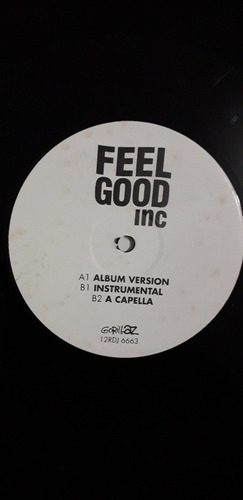 FEEL
GOOD
inc
A1 ALBUM VERSION
B1 INSTRUMENTAL
B2 A CAPELLA
GORILLAZ
12RDJ 6663